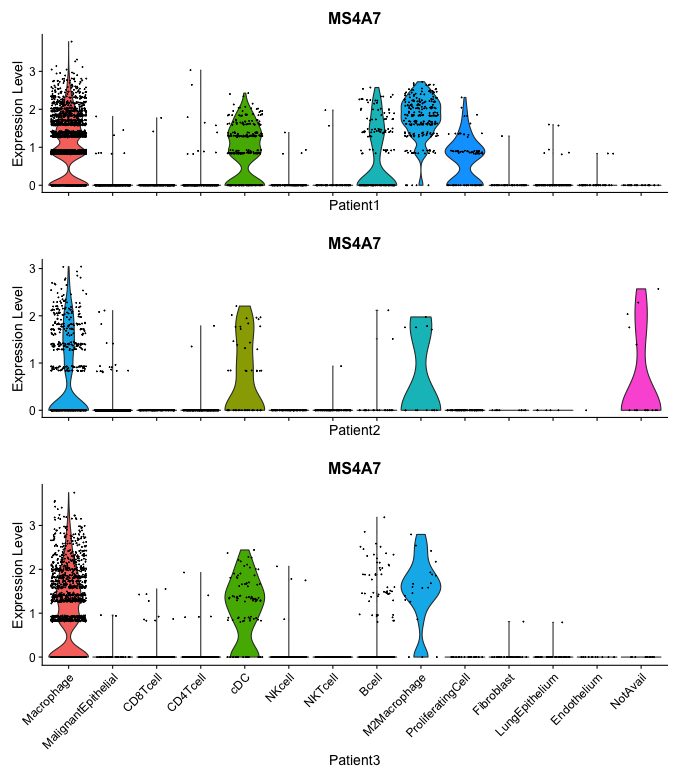 MS4A7
Expression Level
3
2
1
0
Patient1
MS4A7
Expression Level
3
2
1
0
Patient2
MS4A7
Expression Level
3
2
1
0
Macrophage
MalignantEpithelial
CD8Tcell
CD4Tcell
cDC
NKcell
NKTcell
Bcell
M2Macrophage
ProliferatingCell
Fibroblast
LungEpithelium
Endothelium
NotAvail
Patient3